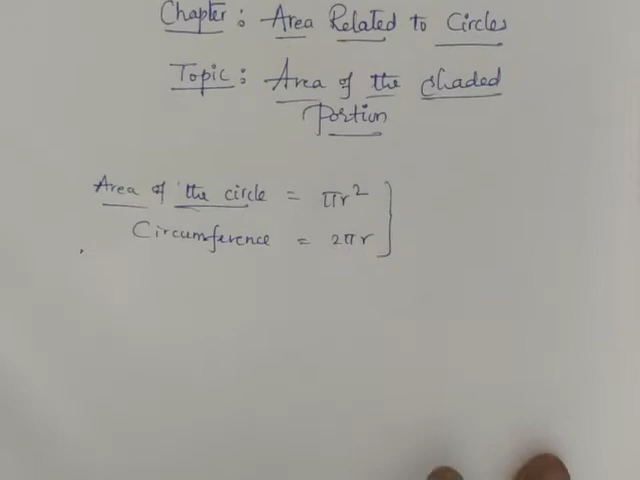 Chapter: Area Related to Circles
Topic: Area of the shaded
Portion
Area of the circle = πr²
Circumference = 2πr